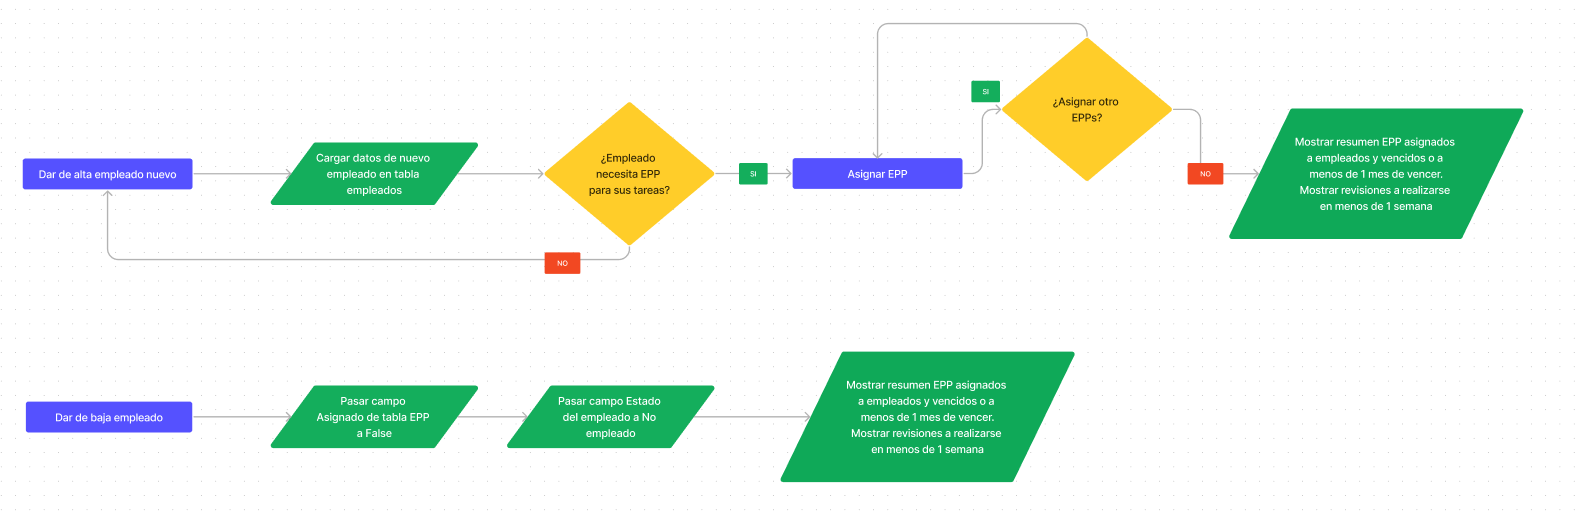 Dar de alta empleado nuevo
Cargar datos de nuevo
empleado en tabla
empleados
¿Empleado
necesita EPP
para sus tareas?
SI
NO
Asignar EPP
SI
¿Asignar otro
EPPs?
NO
Mostrar resumen EPP asignados
a empleados y vencidos o a
menos de 1 mes de vencer.
Mostrar revisiones a realizarse
en menos de 1 semana
Dar de baja empleado
Pasar campo
Asignado de tabla EPP
a False
Pasar campo Estado
del empleado a No
empleado
Mostrar resumen EPP asignados
a empleados y vencidos o a
menos de 1 mes de vencer.
Mostrar revisiones a realizarse
en menos de 1 semana